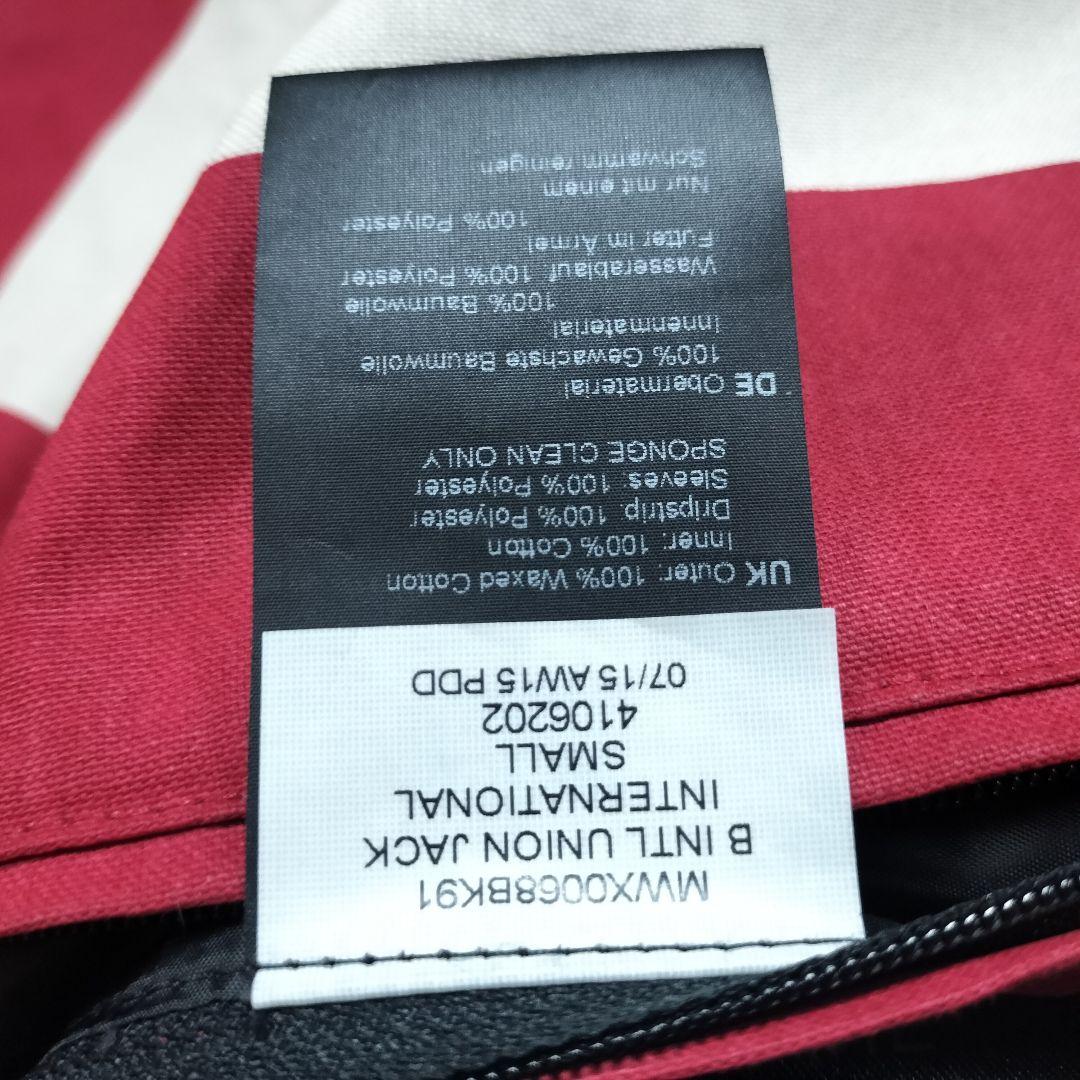 MWX0068BK91
B INTL UNION JACK
INTERNATIONAL
SMALL
4106202
07/15 AW15 PDD
UK Outer: 100% Waxed Cotton
Inner: 100% Cotton
Dripstrip: 100% Polyester
Sleeves: 100% Polyester
SPONGE CLEAN ONLY
DE Obermaterial
100% Gewachste Baumwolle
Innenmaterial
100% Baumwolle
Wasserablauf: 100% Polyester
Futter im Ärmel
100% Polyester
Nur mit einem
Schwamm reinigen